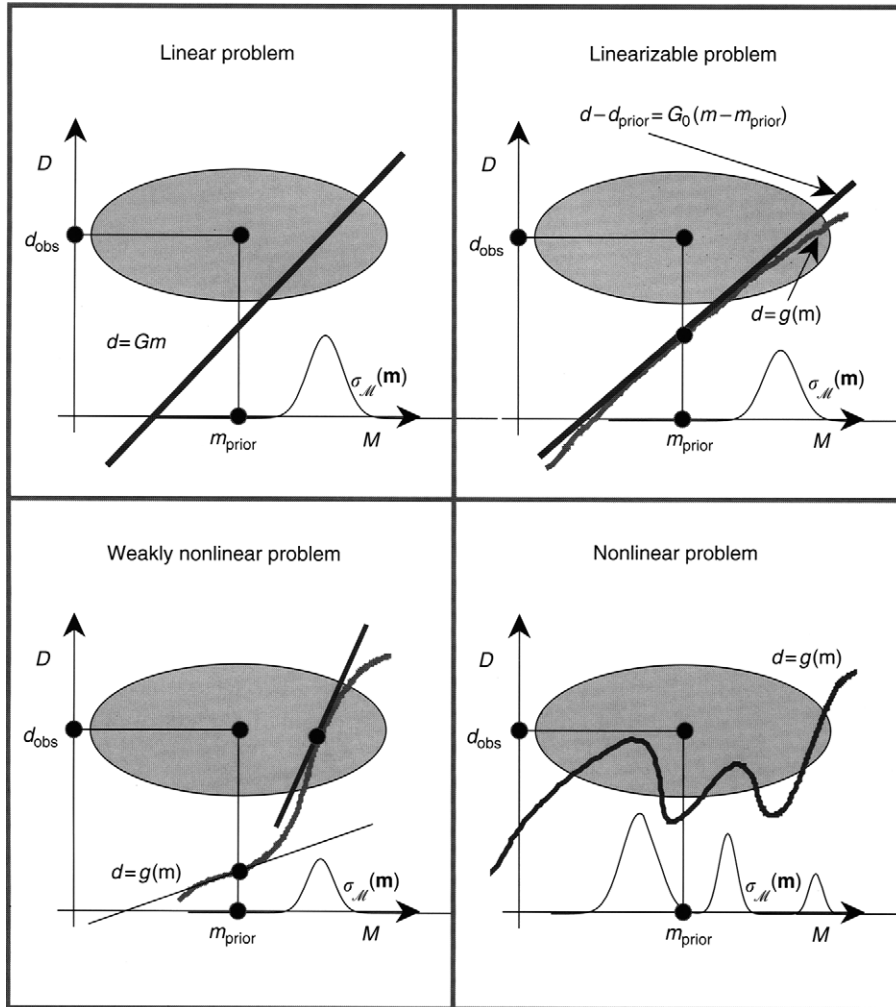 Linear problem
D
d_obs
d=Gm
σ_ℳ(m)
m_prior
M
Linearizable problem
d–d_prior=G_0(m–m_prior)
D
d_obs
d=g(m)
σ_ℳ(m)
m_prior
M
Weakly nonlinear problem
D
d_obs
d=g(m)
σ_ℳ(m)
m_prior
M
Nonlinear problem
d=g(m)
D
d_obs
σ_ℳ(m)
m_prior
M